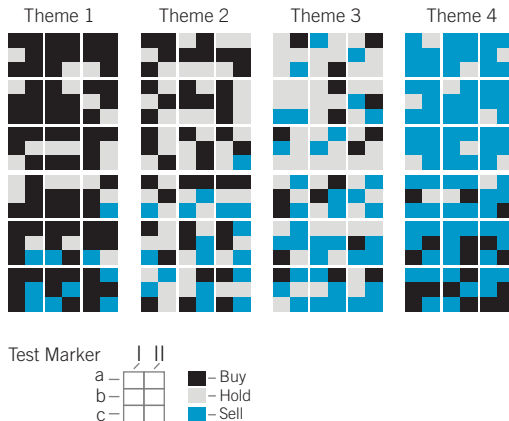 Theme 1 Theme 2 Theme 3 Theme 4
Test Marker I II
a
b
c
Buy
Hold
Sell